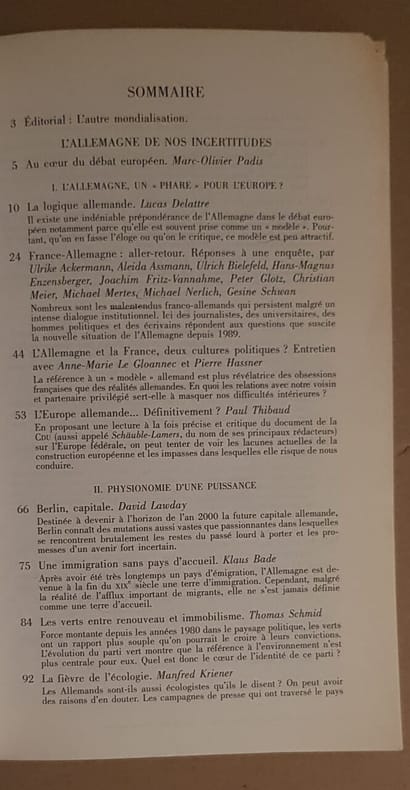 SOMMAIRE
3 Éditorial : L'autre mondialisation.
L'ALLEMAGNE DE NOS INCERTITUDES
5 Au cœur du débat européen. Marc-Olivier Padis
I. L'ALLEMAGNE, UN « PHARE » POUR L'EUROPE ?
10 La logique allemande. Lucas Delattre
Il existe une indéniable prépondérance de l'Allemagne dans le débat euro-
péen notamment parce qu'elle est souvent prise comme un « modèle ». Pour-
tant, qu'on en fasse l'éloge ou qu'on le critique, ce modèle est peu attractif.
24 France-Allemagne : aller-retour. Réponses à une enquête, par
Ulrike Ackermann, Aleida Assmann, Ulrich Bielefeld, Hans-Magnus
Enzensberger, Joachim Fritz-Vannahme, Peter Glotz, Christian
Meier, Michael Mertes, Michael Nerlich, Gesine Schwan
Nombreux sont les malentendus franco-allemands qui persistent malgré un
intense dialogue institutionnel. Ici des journalistes, des universitaires, des
hommes politiques et des écrivains répondent aux questions que suscite
la nouvelle situation de l'Allemagne depuis 1989.
44 L'Allemagne et la France, deux cultures politiques ? Entretien
avec Anne-Marie Le Gloannec et Pierre Hassner
La référence à un « modèle » allemand est plus révélatrice des obsessions
françaises que des réalités allemandes. En quoi les relations avec notre voisin
et partenaire privilégié sert-elle à masquer nos difficultés intérieures ?
53 L'Europe allemande... Définitivement ? Paul Thibaud
En proposant une lecture à la fois précise et critique du document de la
CDU (aussi appelé Schäuble-Lamers, du nom de ses principaux rédacteurs)
sur l'Europe fédérale, on peut tenter de voir les lacunes actuelles de la
construction européenne et les impasses dans lesquelles elle risque de nous
conduire.
II. PHYSIONOMIE D'UNE PUISSANCE
66 Berlin, capitale. David Lawday
Destinée à devenir à l'horizon de l'an 2000 la future capitale allemande,
Berlin connaît des mutations aussi vastes que passionnantes dans lesquelles
se rencontrent brutalement les restes du passé lourd à porter et les pro-
messes d'un avenir fort incertain.
75 Une immigration sans pays d'accueil. Klaus Bade
Après avoir été très longtemps un pays d'émigration, l'Allemagne est de-
venue à la fin du XIXe siècle une terre d'immigration. Cependant, malgré
la réalité de l'afflux important de migrants, elle ne s'est jamais définie
comme une terre d'accueil.
84 Les verts entre renouveau et immobilisme. Thomas Schmid
Force montante depuis les années 1980 dans le paysage politique, les verts
ont un rapport plus souple qu'on pourrait le croire à leurs convictions.
L'évolution du parti vert montre que la référence à l'environnement n'est
plus centrale pour eux. Quel est donc le cœur de l'identité de ce parti ?
92 La fièvre de l'écologie. Manfred Kriener
Les Allemands sont-ils aussi écologistes qu'ils le disent ? On peut avoir
des raisons d'en douter. Les campagnes de presse qui ont traversé le pays